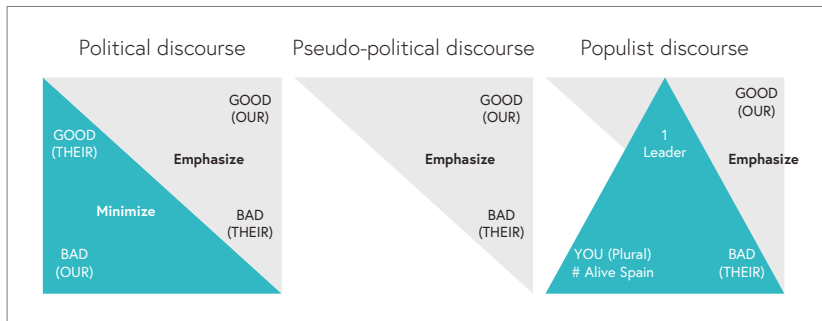 Political discourse
GOOD
(OUR)
GOOD
(THEIR)
Emphasize
Minimize
BAD
(THEIR)
BAD
(OUR)
Pseudo-political discourse
GOOD
(OUR)
Emphasize
BAD
(THEIR)
Populist discourse
GOOD
(OUR)
1
Leader
Emphasize
YOU (Plural)
# Alive Spain
BAD
(THEIR)